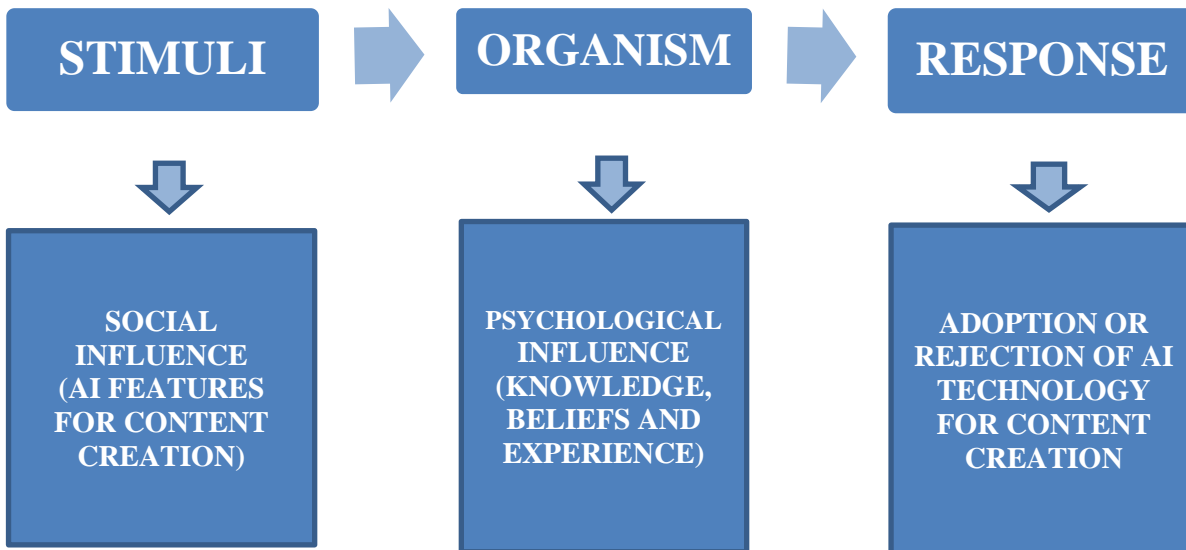 STIMULI
ORGANISM
RESPONSE
SOCIAL
INFLUENCE
(AI FEATURES
FOR CONTENT
CREATION)
PSYCHOLOGICAL
INFLUENCE
(KNOWLEDGE,
BELIEFS AND
EXPERIENCE)
ADOPTION OR
REJECTION OF AI
TECHNOLOGY
FOR CONTENT
CREATION